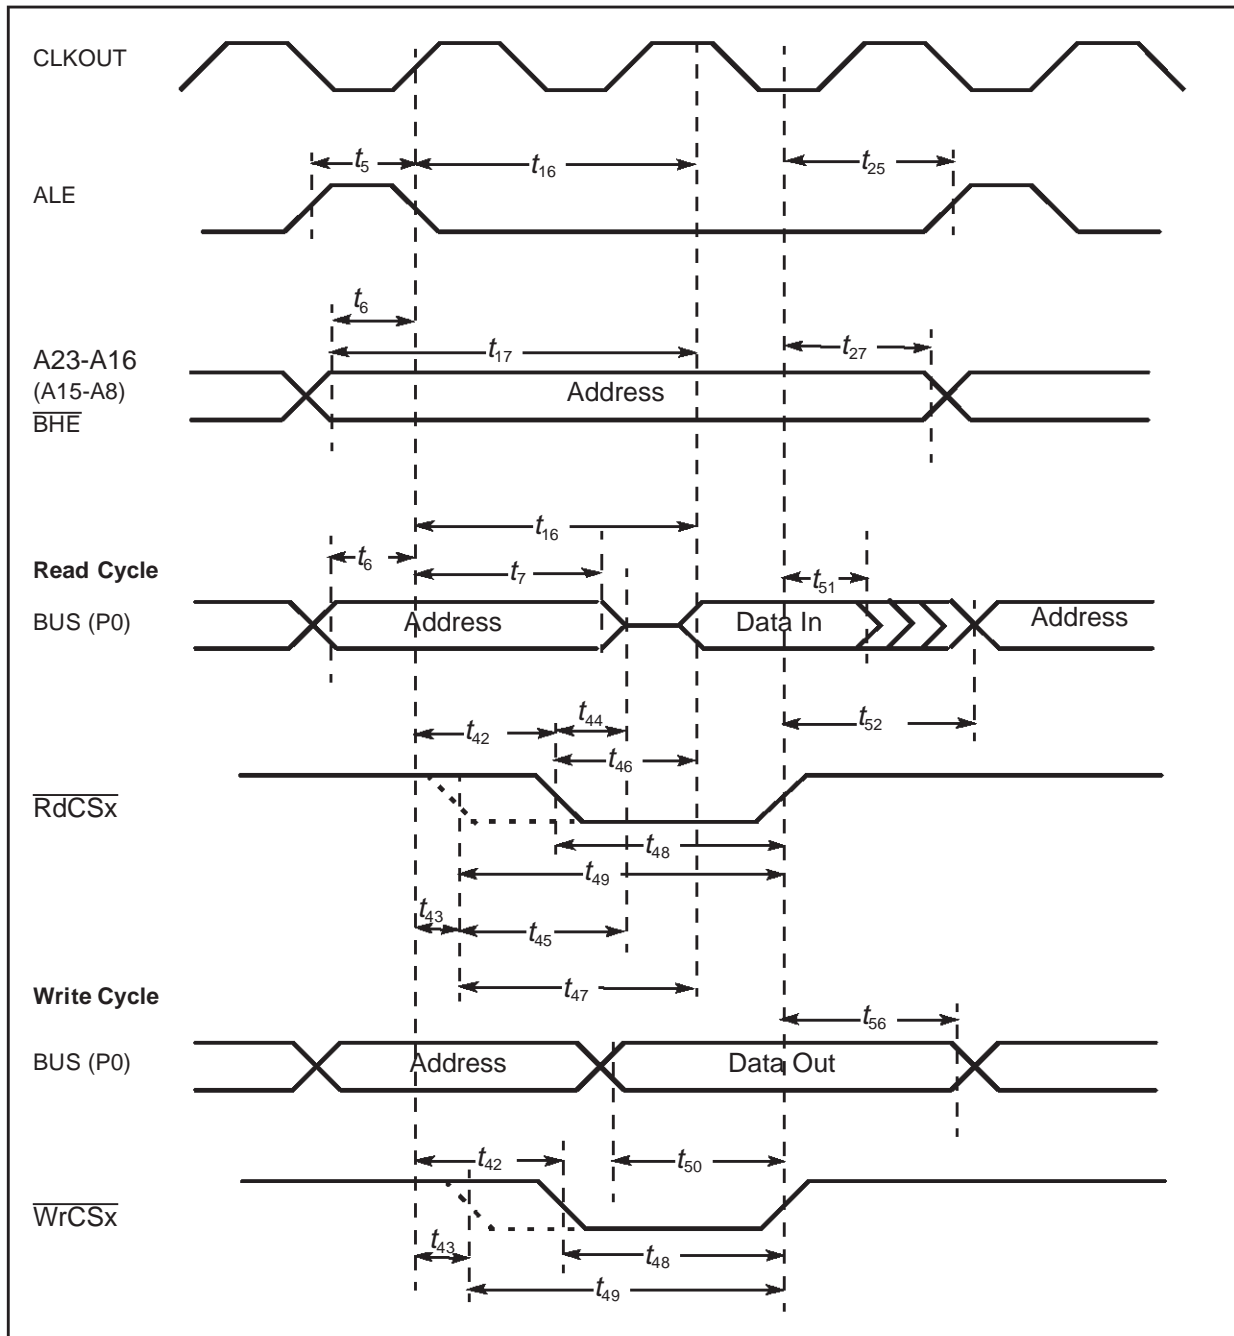 CLKOUT
t5
t16
t25
ALE
t6
t17
t27
A23-A16
(A15-A8)
BHE
Address
t16
t6
t7
t51
Read Cycle
BUS (P0)
Address
Data In
Address
t44
t42
t52
t46
RdCSx
t48
t49
t43
t45
t47
Write Cycle
t56
BUS (P0)
Address
Data Out
t42
t50
WrCSx
t43
t48
t49